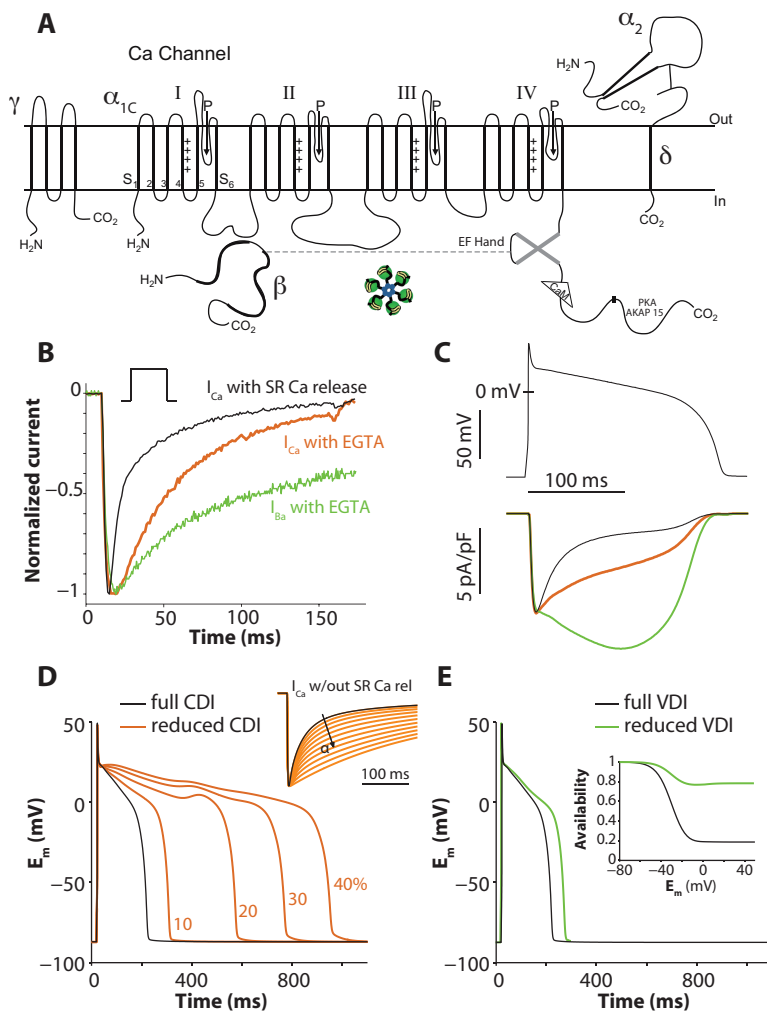 A
Ca Channel
α2
H2N
CO2
γ
α1C
I
II
III
IV
P
P
P
P
Out
+ + + +
+ + + +
+ + + +
+ + + +
δ
S1 2 3 4 5 S6
In
CO2
H2N
H2N
CO2
EF Hand
β
H2N
CO2
CaM
PKA
AKAP 15
CO2
B
Normalized current
0
−0.5
−1
ICa with SR Ca release
ICa with EGTA
IBa with EGTA
0 50 100 150
Time (ms)
C
0 mV
50 mV
100 ms
5 pA/pF
D
full CDI
reduced CDI
ICa w/out SR Ca rel
α
100 ms
Em (mV)
50
0
−50
−100
10
20
30
40%
0 400 800
Time (ms)
E
full VDI
reduced VDI
Em (mV)
50
0
−50
−100
Availability
1
0.8
0.6
0.4
0.2
0
−80 −40 0 40
Em (mV)
0 400 800
Time (ms)